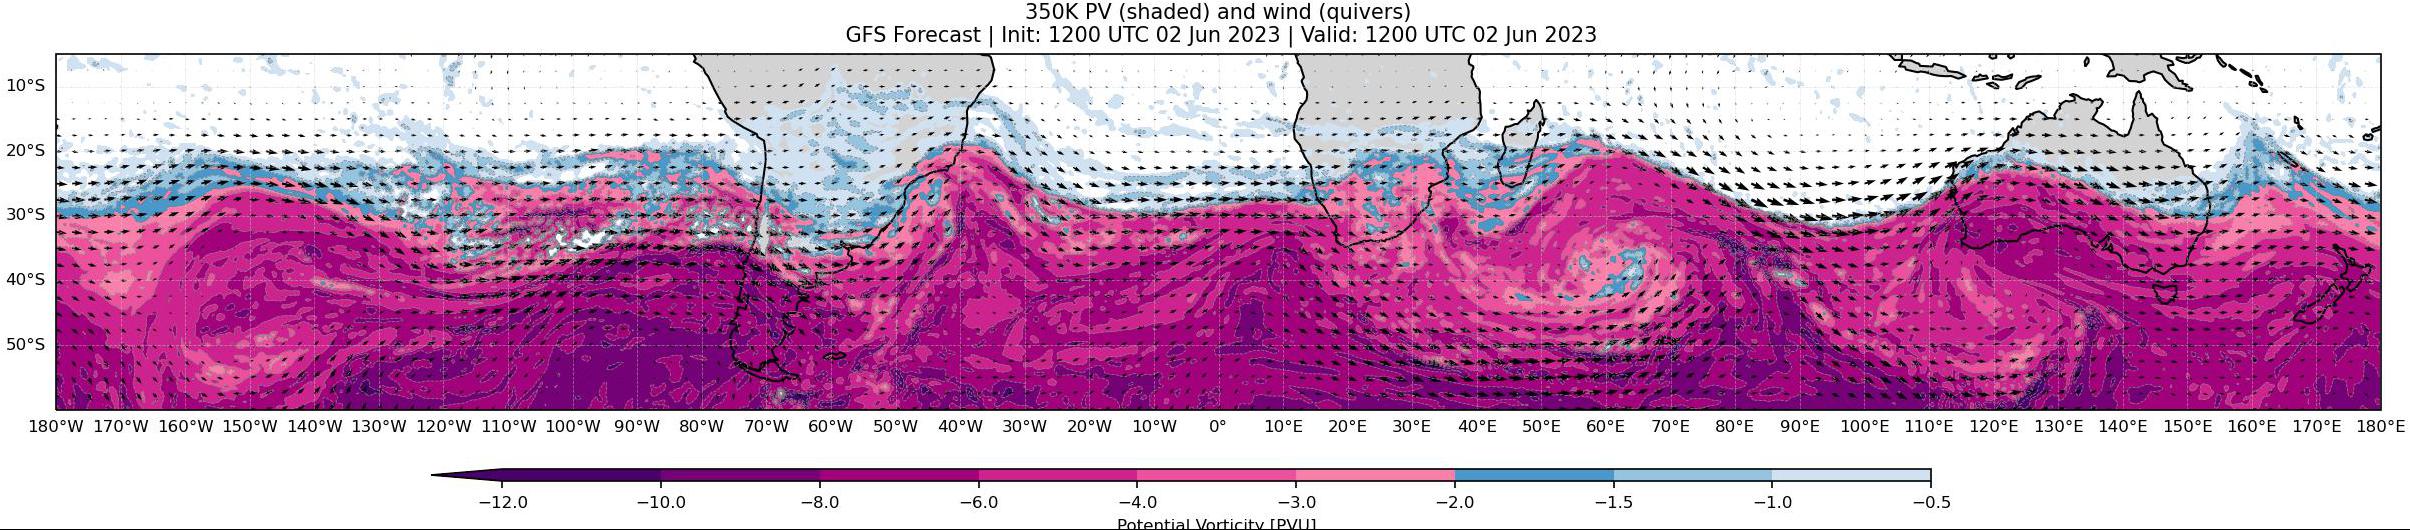 350K PV (shaded) and wind (quivers)
GFS Forecast | Init: 1200 UTC 02 Jun 2023 | Valid: 1200 UTC 02 Jun 2023
10°S
20°S
30°S
40°S
50°S
180°W 170°W 160°W 150°W 140°W 130°W 120°W 110°W 100°W 90°W 80°W 70°W 60°W 50°W 40°W 30°W 20°W 10°W 0° 10°E 20°E 30°E 40°E 50°E 60°E 70°E 80°E 90°E 100°E 110°E 120°E 130°E 140°E 150°E 160°E 170°E 180°E
−12.0 −10.0 −8.0 −6.0 −4.0 −3.0 −2.0 −1.5 −1.0 −0.5
Potential Vorticity [PVU]